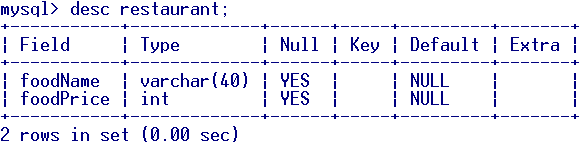 mysql> desc restaurant;
+-----------+-------------+------+-----+---------+-------+
| Field     | Type        | Null | Key | Default | Extra |
+-----------+-------------+------+-----+---------+-------+
| foodName  | varchar(40) | YES  |     | NULL    |       |
| foodPrice | int         | YES  |     | NULL    |       |
+-----------+-------------+------+-----+---------+-------+
2 rows in set (0.00 sec)